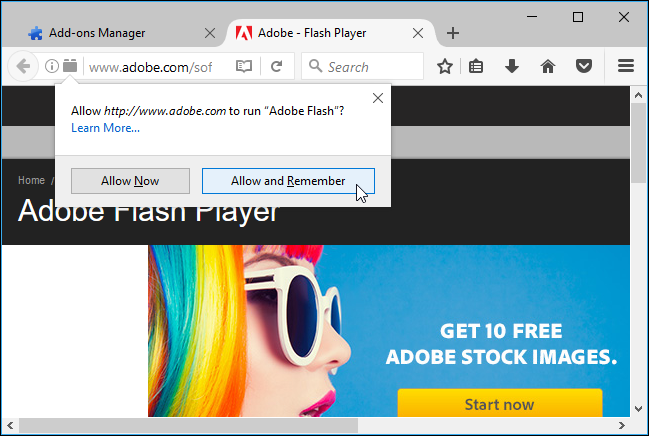 Add-ons Manager
Adobe - Flash Player
www.adobe.com/sof
Search
Allow http://www.adobe.com to run “Adobe Flash”?
Learn More...
Allow Now
Allow and Remember
Home /
Adobe Flash Player
GET 10 FREE
ADOBE STOCK IMAGES.
Start now